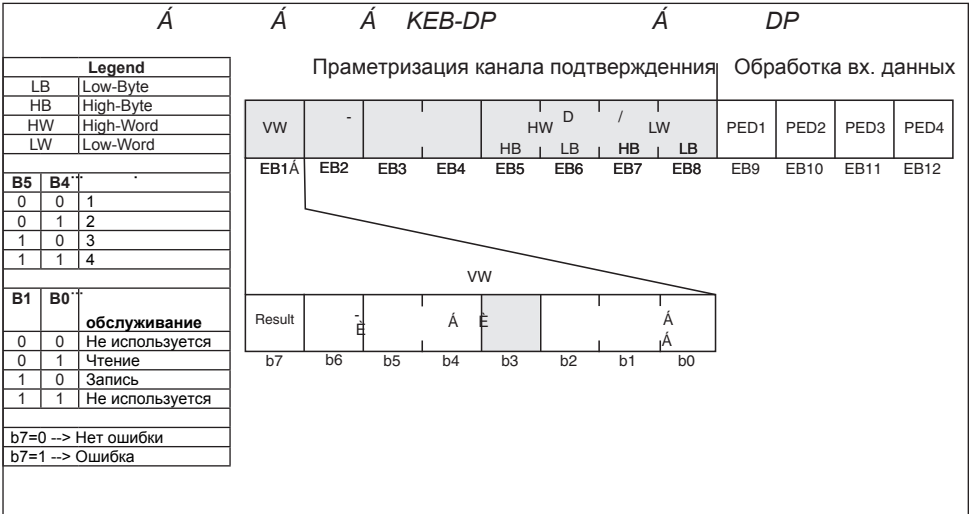 Á Á Á KEB-DP Á DP
Праметризация канала подтвержденния Обработка вх. данных
Legend
LB Low-Byte
HB High-Byte
HW High-Word
LW Low-Word
VW - D /
HW LW
HB LB HB LB
PED1 PED2 PED3 PED4
EB1Á EB2 EB3 EB4 EB5 EB6 EB7 EB8 EB9 EB10 EB11 EB12
B5 B4
0 0 1
0 1 2
1 0 3
1 1 4
VW
B1 B0 обслуживание
0 0 Не используется
0 1 Чтение
1 0 Запись
1 1 Не используется
Result - È Á È Á
Á
b7 b6 b5 b4 b3 b2 b1 b0
b7=0 --> Нет ошибки
b7=1 --> Ошибка